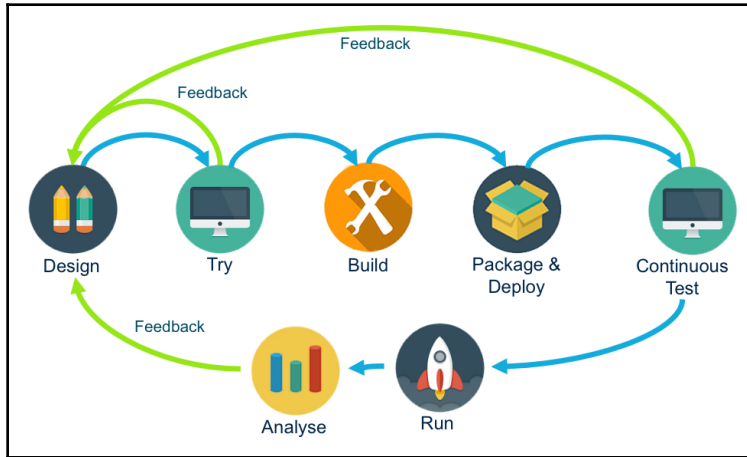 Feedback
Feedback
Design
Try
Build
Package &
Deploy
Continuous
Test
Feedback
Analyse
Run